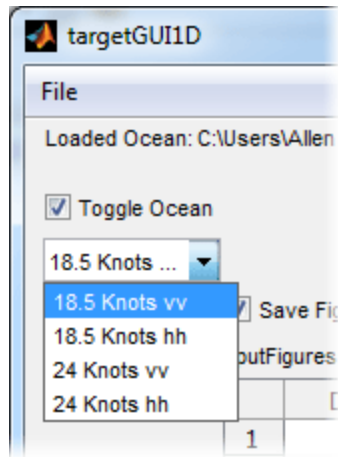 targetGUI1D
File
Loaded Ocean: C:\Users\Allen
Toggle Ocean
18.5 Knots ...
18.5 Knots vv
18.5 Knots hh
24 Knots vv
24 Knots hh
Save Fig
outFigures
1